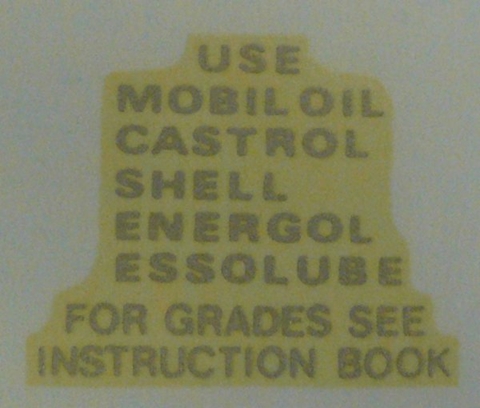 USE
MOBILOIL
CASTROL
SHELL
ENERGOL
ESSOLUBE
FOR GRADES SEE
INSTRUCTION BOOK